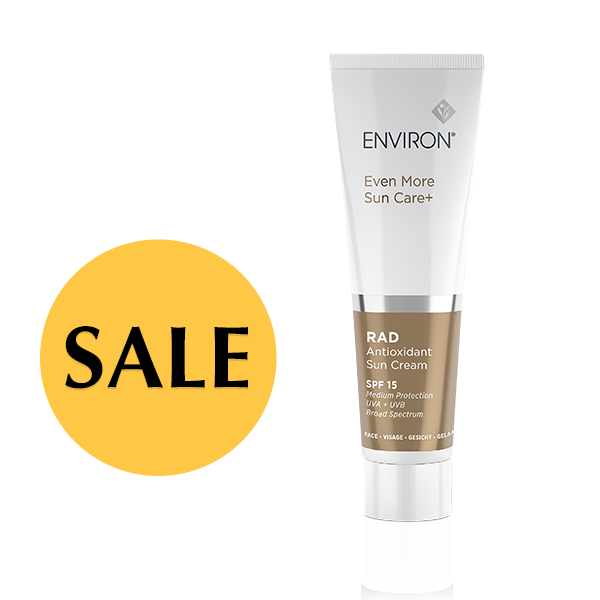 SALE
ENVIRON®
Even More
Sun Care+
RAD
Antioxidant
Sun Cream
SPF 15
Medium Protection
UVA + UVB
Broad Spectrum
FACE • VISAGE • GESICHT •